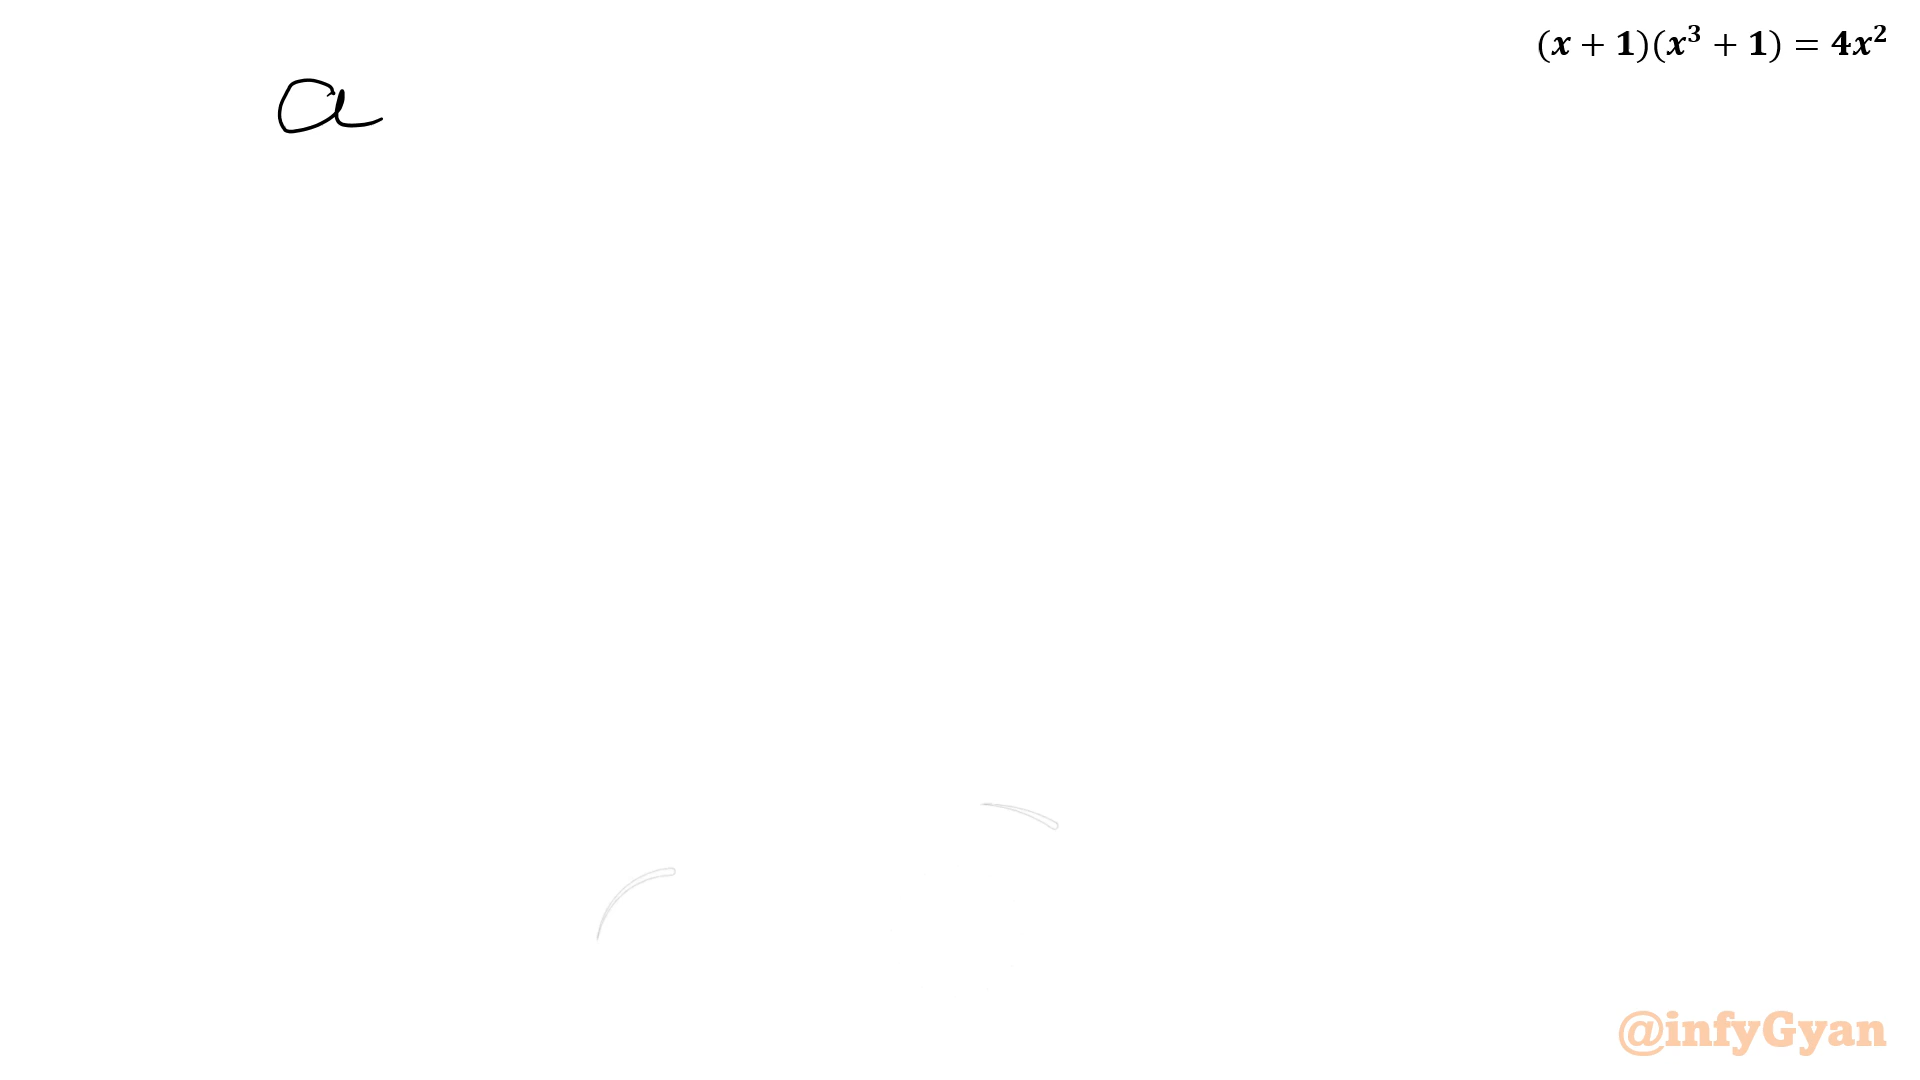 (x + 1)(x³ + 1) = 4x²
a
@infyGyan